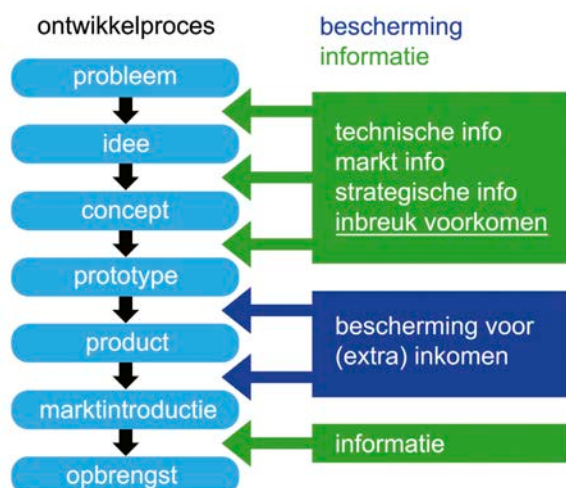 ontwikkelproces
probleem
idee
concept
prototype
product
marktintroductie
opbrengst
bescherming
informatie
technische info
markt info
strategische info
inbreuk voorkomen
bescherming voor
(extra) inkomen
informatie